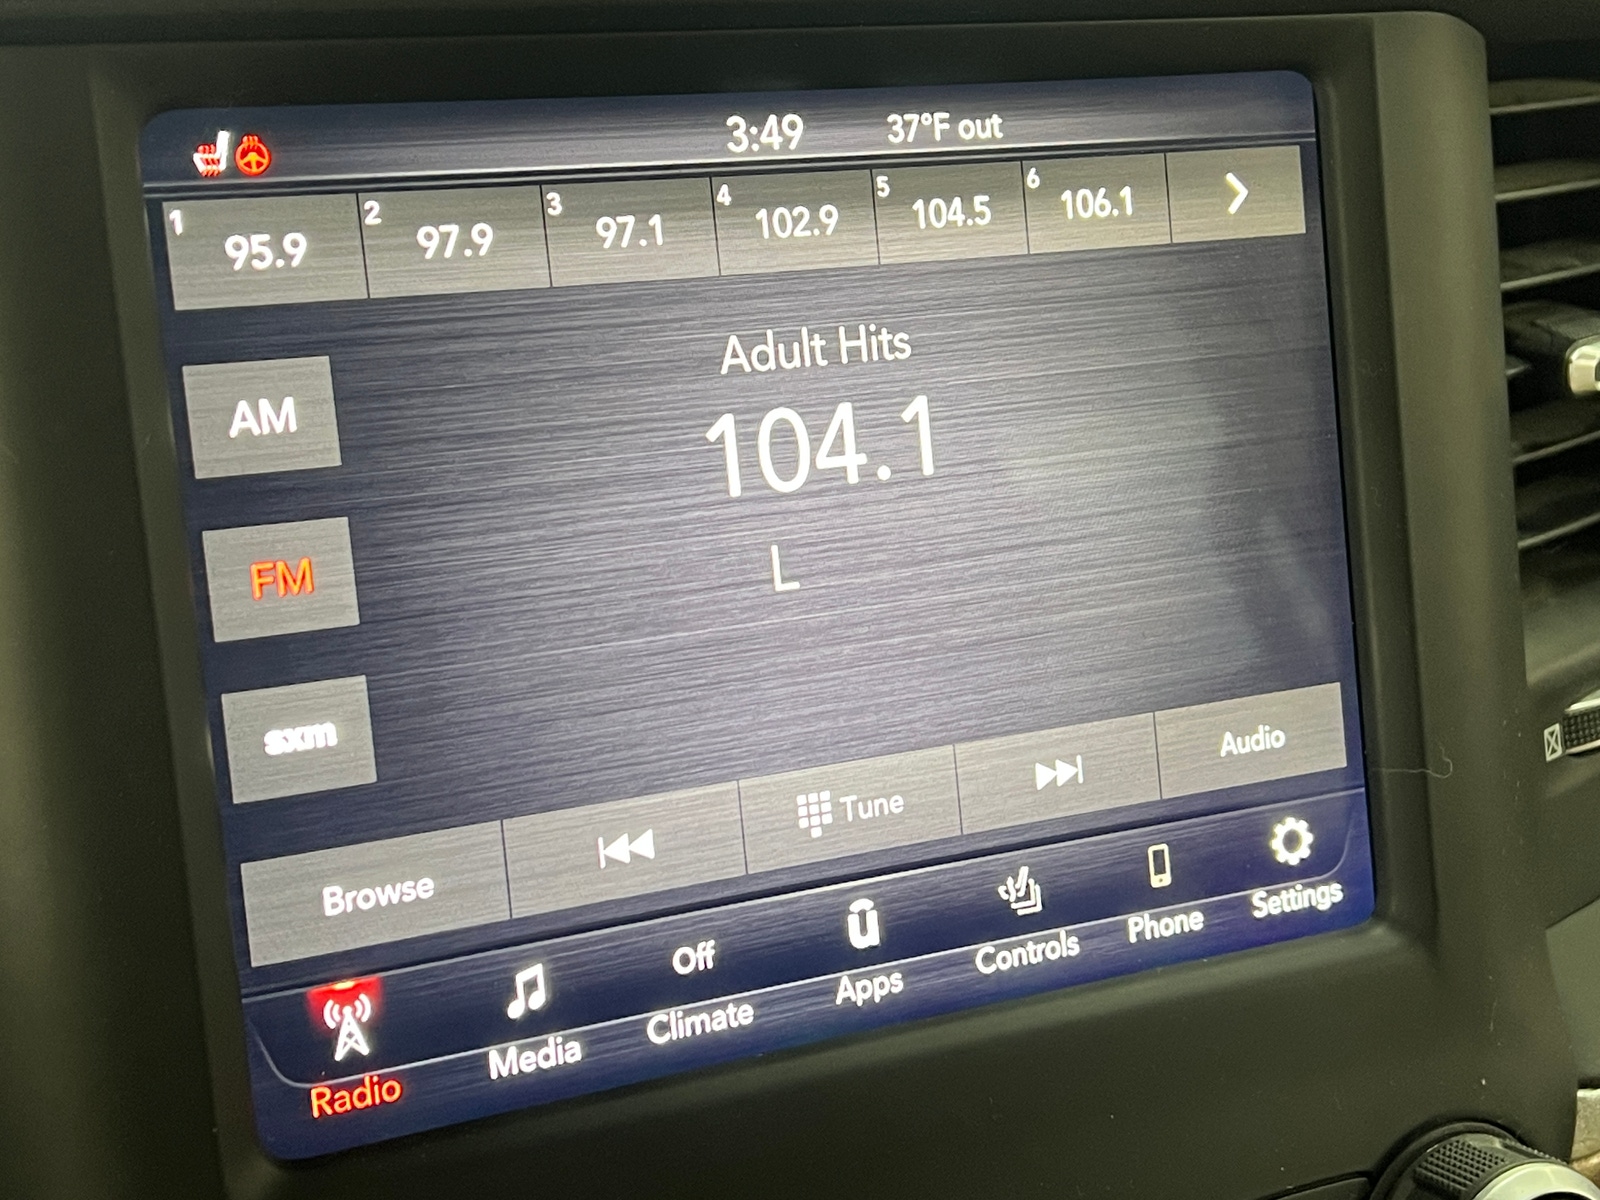 3:49 37°F out
1 95.9 2 97.9 3 97.1 4 102.9 5 104.5 6 106.1
Adult Hits
AM
104.1
FM
L
sxm
Browse Tune Audio
Off
Radio Media Climate Apps Controls Phone Settings